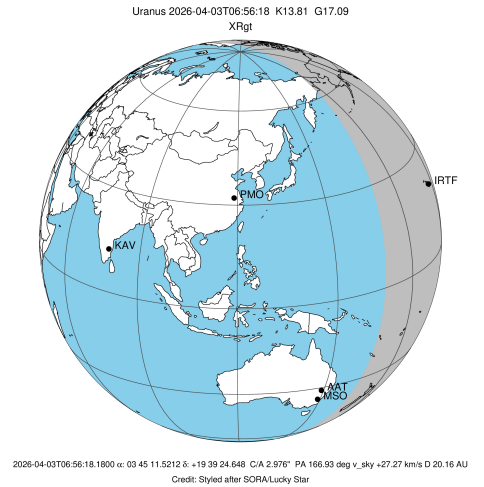 Uranus 2026-04-03T06:56:18 K13.81 G17.09
XRgt
IRTF
PMO
KAV
AAT
MSO
2026-04-03T06:56:18.1800 α: 03 45 11.5212 δ: +19 39 24.648 C/A 2.976" PA 166.93 deg v_sky +27.27 km/s D 20.16 AU
Credit: Styled after SORA/Lucky Star